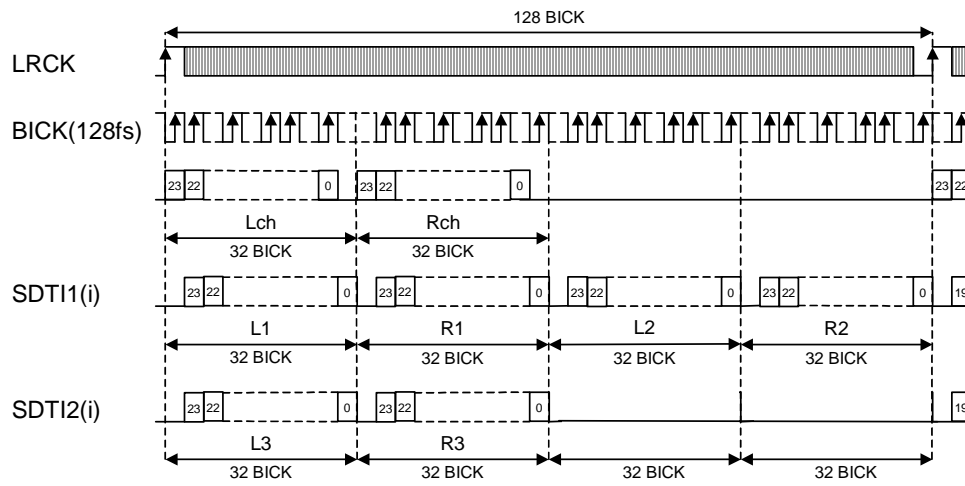 128 BICK
LRCK
BICK(128fs)
23 22 0 23 22 0 23 22
Lch Rch
32 BICK 32 BICK
SDTI1(i)
23 22 0 23 22 0 23 22 0 23 22 0 19
L1 R1 L2 R2
32 BICK 32 BICK 32 BICK 32 BICK
SDTI2(i)
23 22 0 23 22 0 19
L3 R3
32 BICK 32 BICK 32 BICK 32 BICK